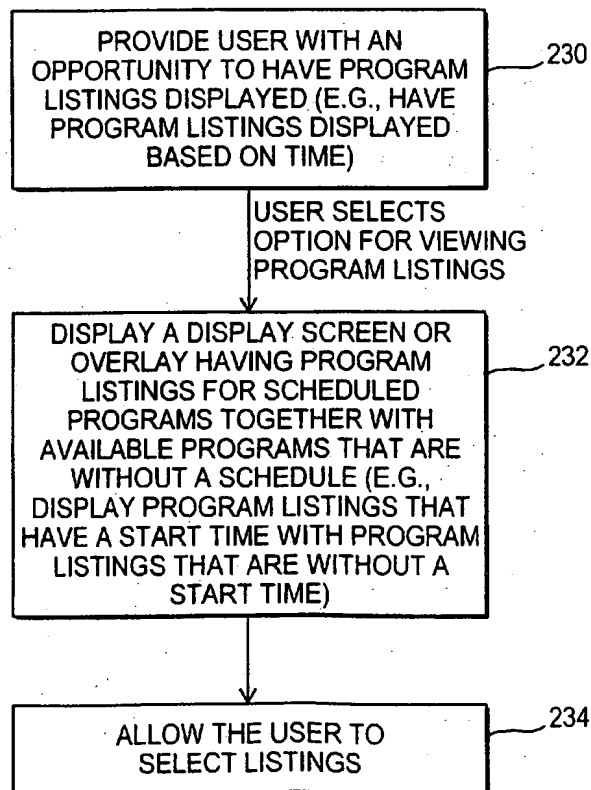 PROVIDE USER WITH AN
OPPORTUNITY TO HAVE PROGRAM
LISTINGS DISPLAYED (E.G., HAVE
PROGRAM LISTINGS DISPLAYED
BASED ON TIME)
230
USER SELECTS
OPTION FOR VIEWING
PROGRAM LISTINGS
DISPLAY A DISPLAY SCREEN OR
OVERLAY HAVING PROGRAM
LISTINGS FOR SCHEDULED
PROGRAMS TOGETHER WITH
AVAILABLE PROGRAMS THAT ARE
WITHOUT A SCHEDULE (E.G.,
DISPLAY PROGRAM LISTINGS THAT
HAVE A START TIME WITH PROGRAM
LISTINGS THAT ARE WITHOUT A
START TIME)
232
ALLOW THE USER TO
SELECT LISTINGS
234